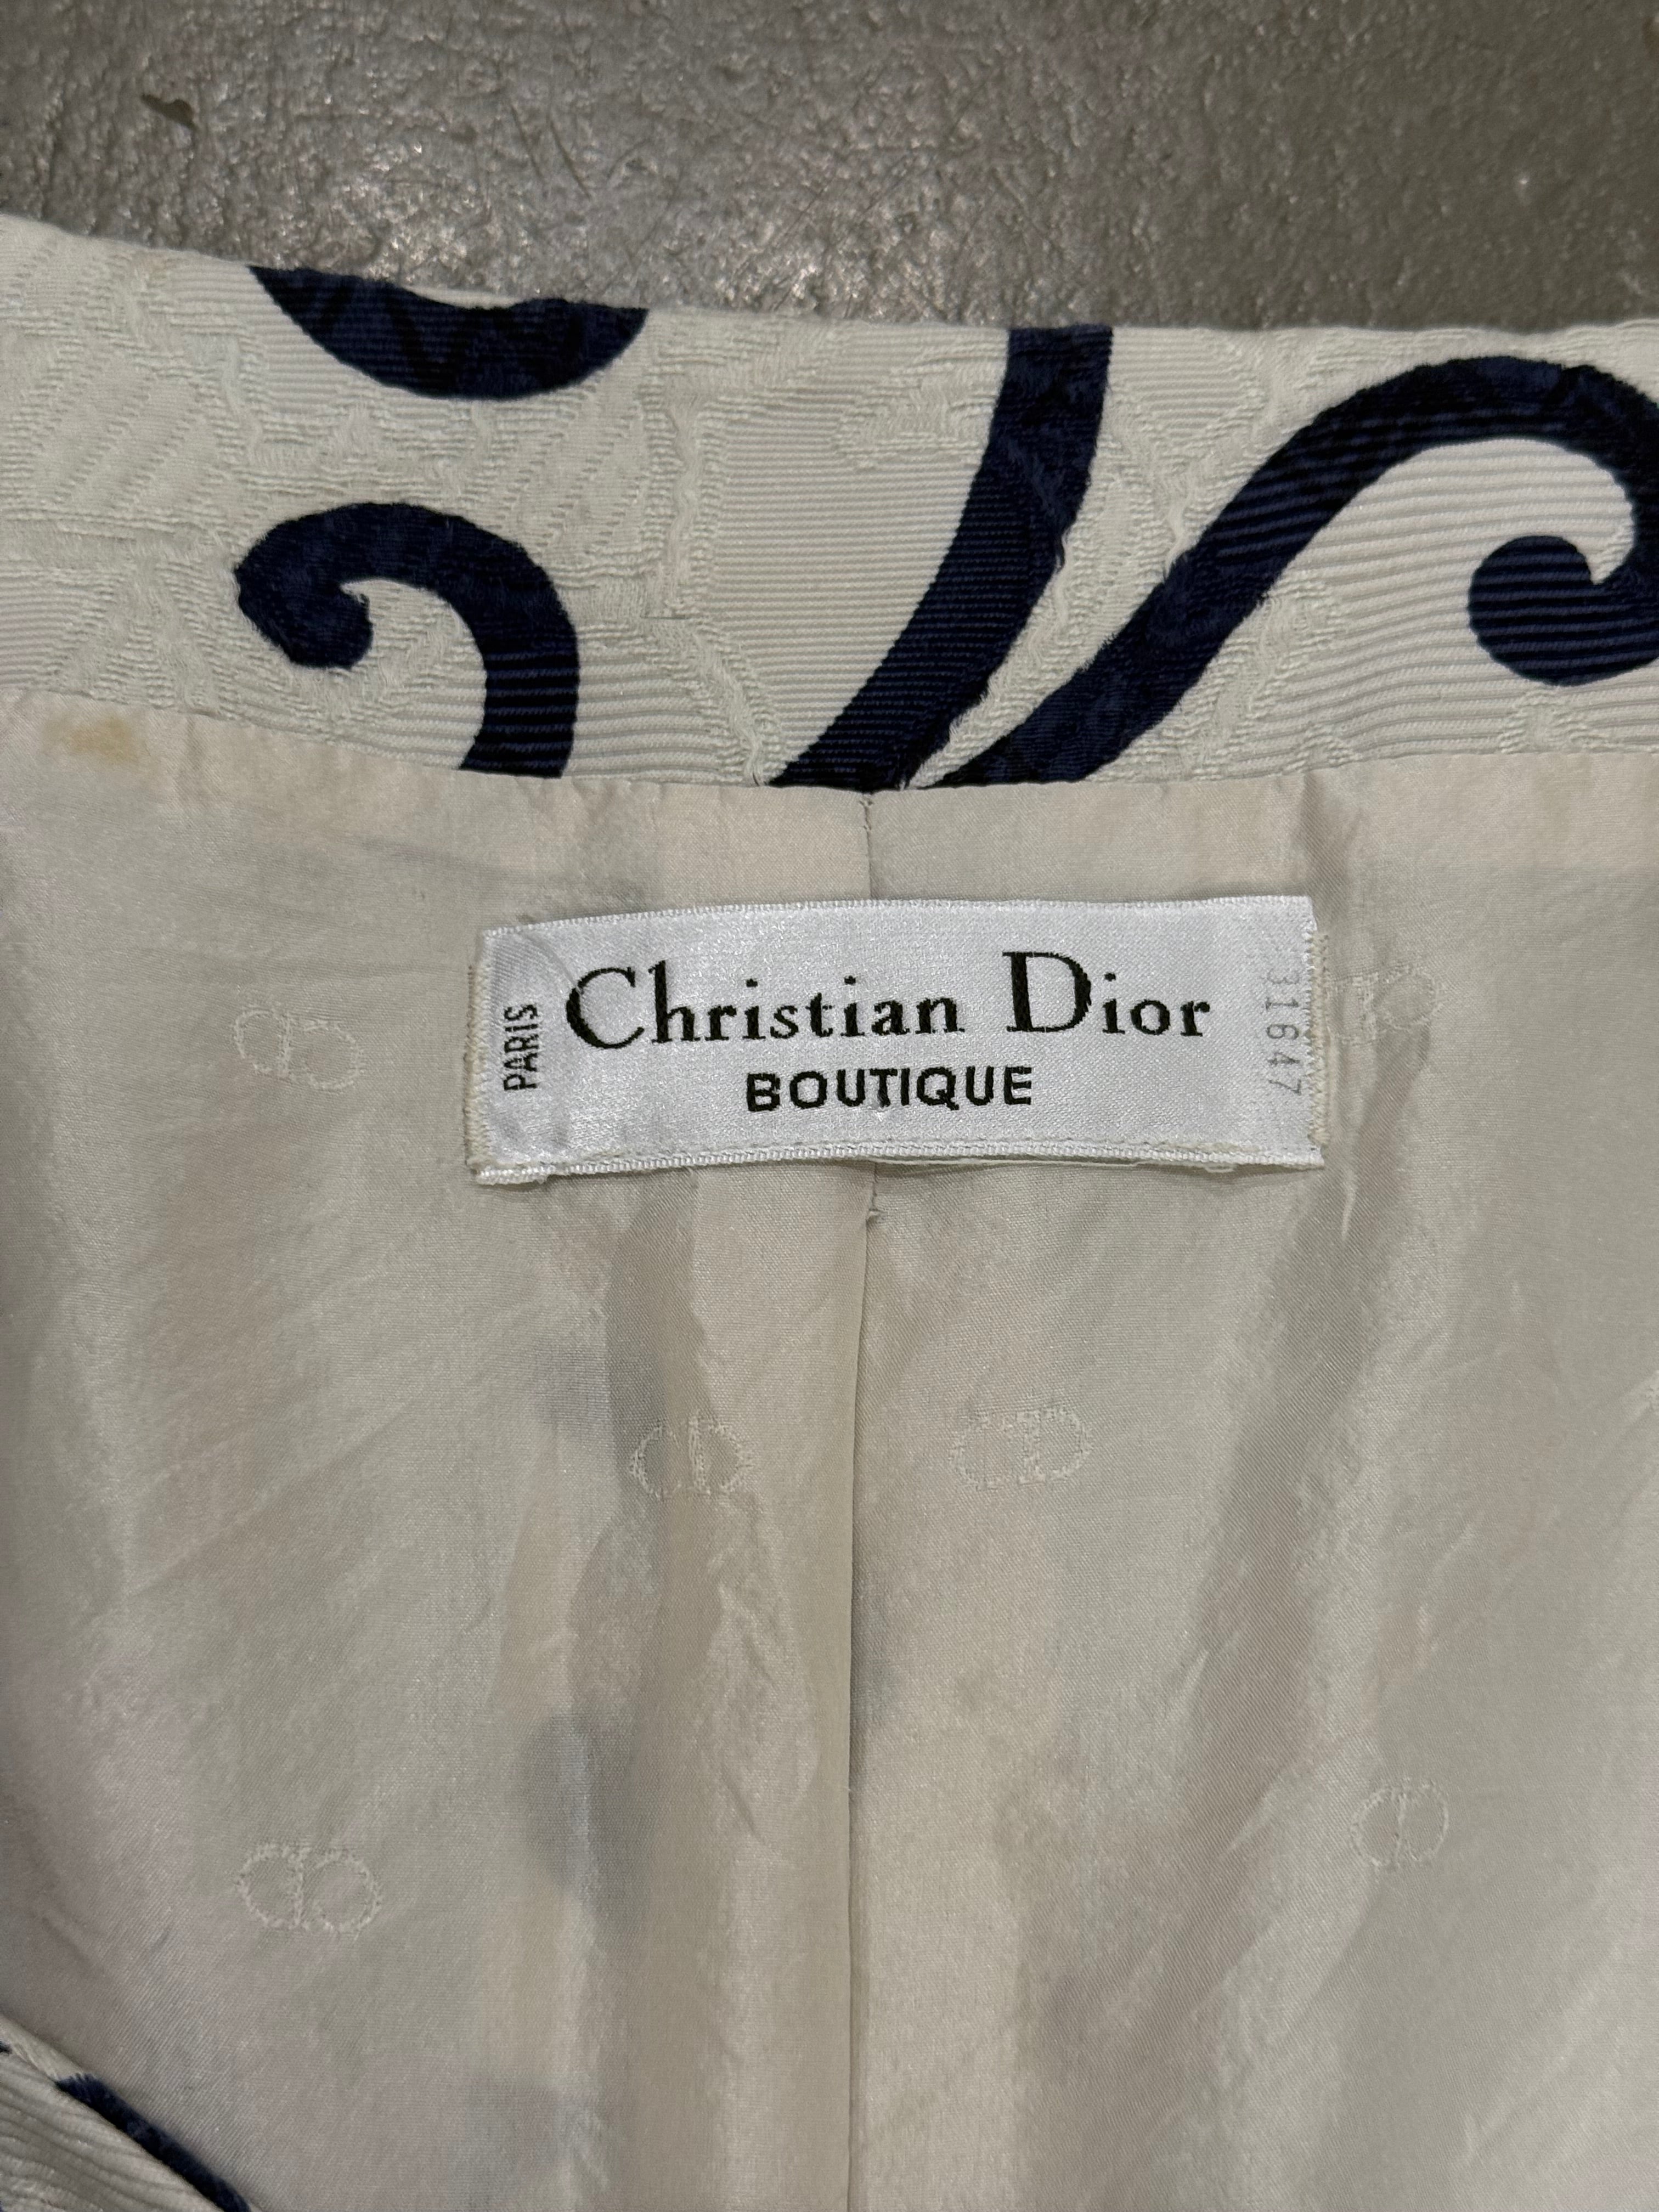 PARIS
Christian Dior
BOUTIQUE
31647